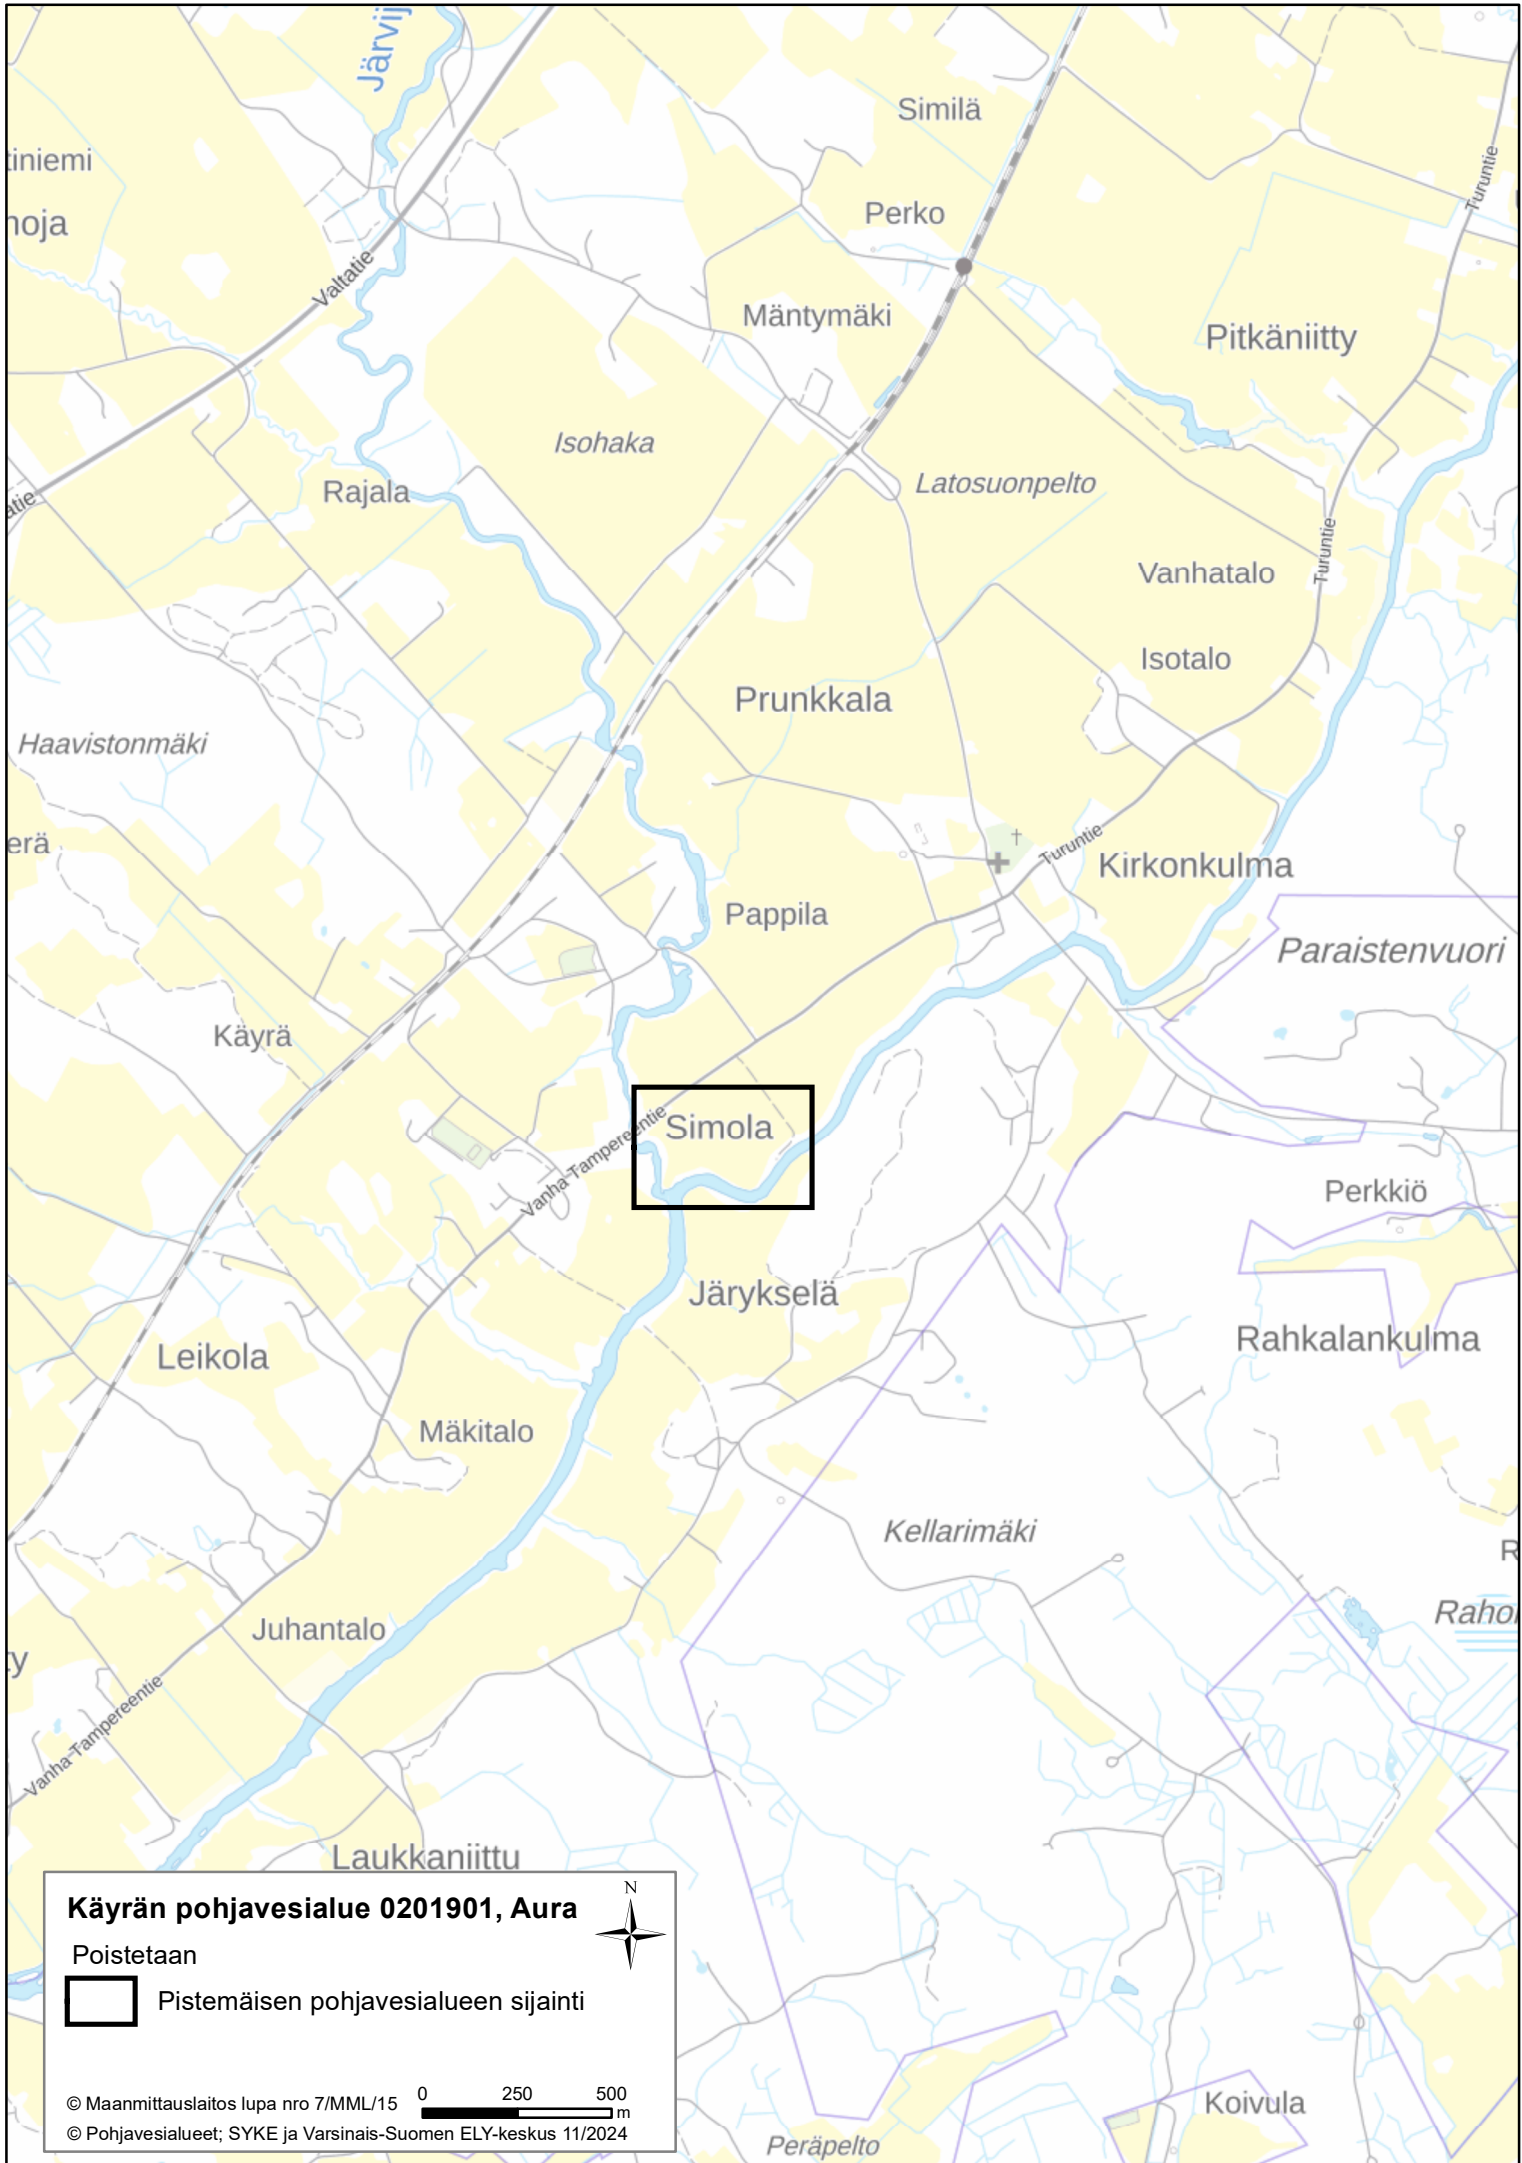 Järvij
Similä
tiniemi
Turuntie
noja
Perko
Valtatie
Mäntymäki
Pitkäniitty
Isohaka
Latosuonpelto
Rajala
atie
Turuntie
Vanhatalo
Isotalo
Prunkkala
Haavistonmäki
erä
Turuntie
Kirkonkulma
Pappila
Paraistenvuori
Käyrä
Simola
Vanha-Tampereentie
Perkkiö
Järykselä
Rahkalankulma
Leikola
Mäkitalo
Kellarimäki
R
Rahoi
Juhantalo
y
Vanha-Tampereentie
Laukkaniittu
Käyrän pohjavesialue 0201901, Aura
N
Poistetaan
Pistemäisen pohjavesialueen sijainti
© Maanmittauslaitos lupa nro 7/MML/15
0 250 500
m
© Pohjavesialueet; SYKE ja Varsinais-Suomen ELY-keskus 11/2024
Koivula
Peräpelto